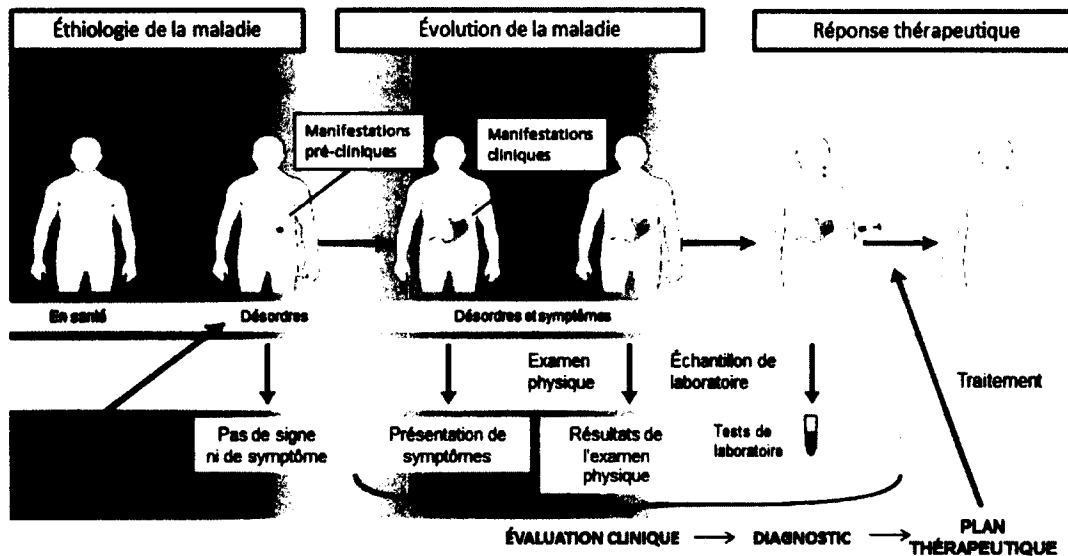 Éthiologie de la maladie
Évolution de la maladie
Réponse thérapeutique
Manifestations
pré-cliniques
Manifestations
cliniques
En santé
Désordres
Désordres et symptômes
Examen
physique
Échantillon de
laboratoire
Traitement
Pas de signe
ni de symptôme
Présentation de
symptômes
Résultats de
l'examen
physique
Tests de
laboratoire
ÉVALUATION CLINIQUE
DIAGNOSTIC
PLAN
THÉRAPEUTIQUE